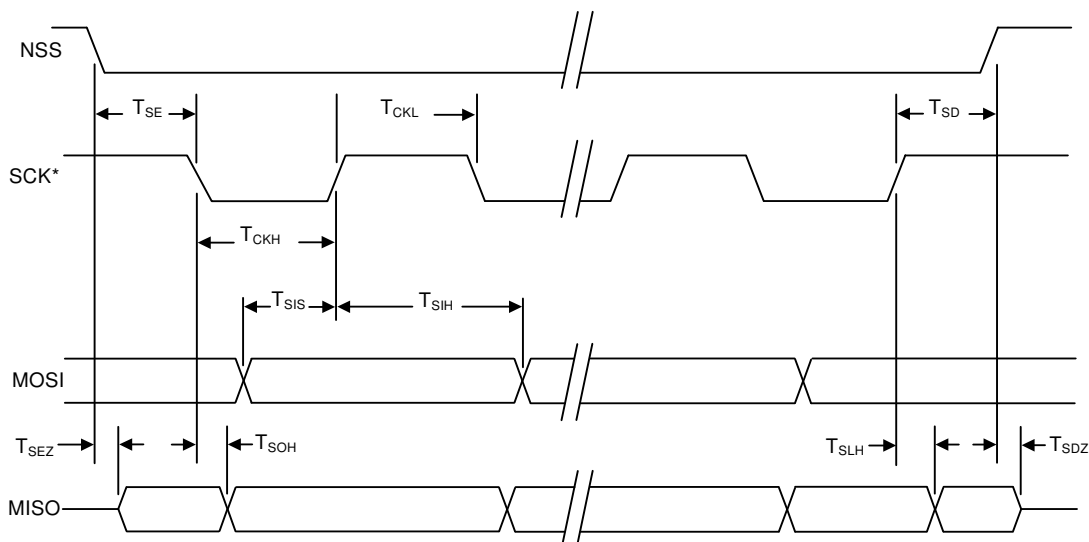 NSS
T_SE T_CKL T_SD
SCK*
T_CKH
T_SIS T_SIH
MOSI
T_SEZ T_SOH T_SLH T_SDZ
MISO